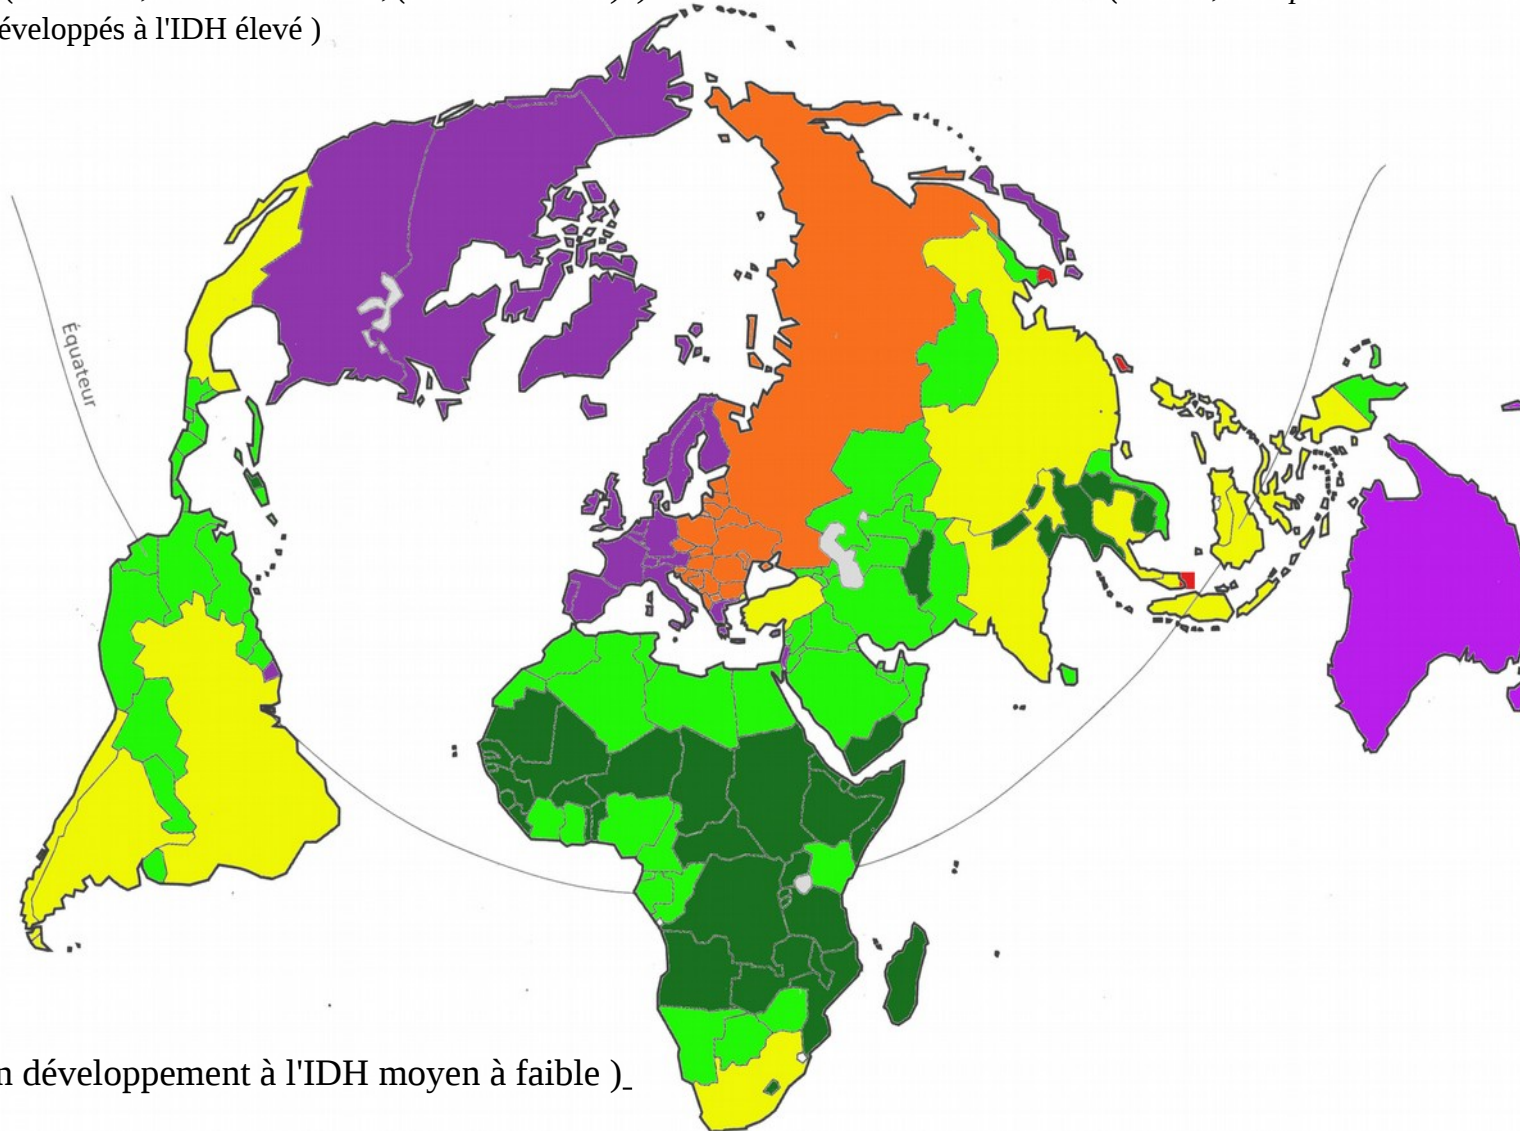 éveloppés à l'IDH élevé )
Équateur
n développement à l'IDH moyen à faible )